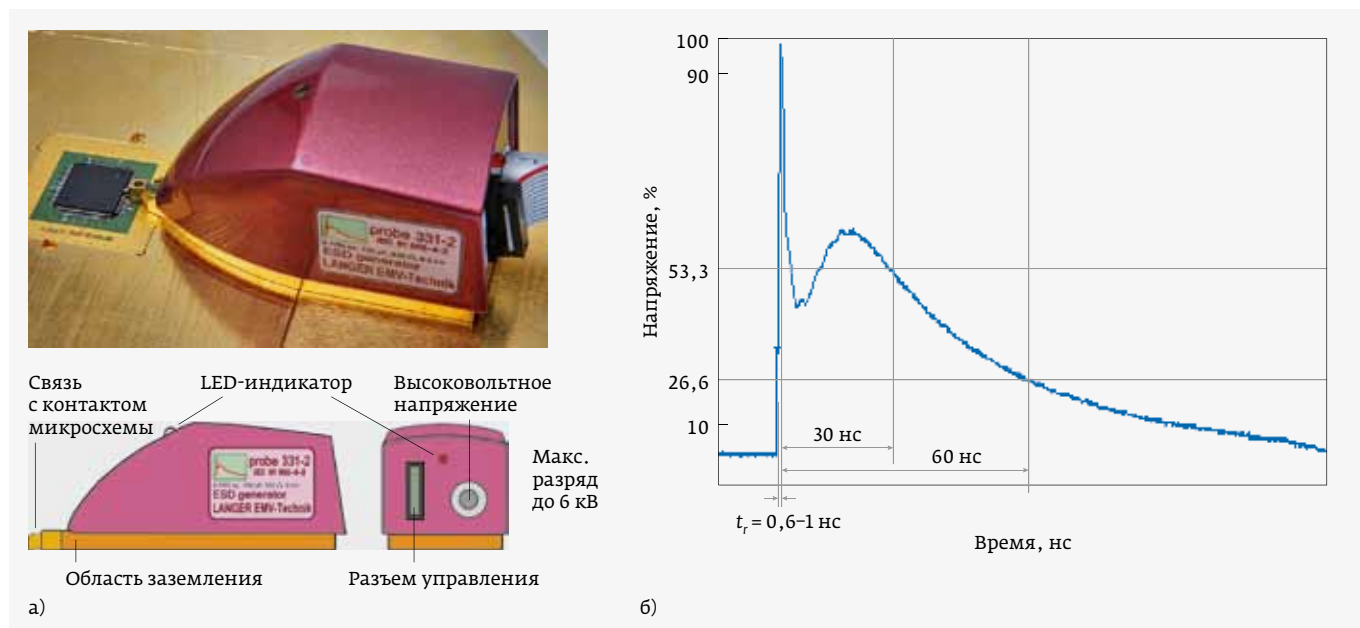 probe 331-2
ESD generator
LANGER EMV-Technik
Связь
с контактом
микросхемы
LED-индикатор
Высоковольтное
напряжение
probe 331-2
ESD generator
LANGER EMV-Technik
Макс.
разряд
до 6 кВ
Область заземления
Разъем управления
а)
Напряжение, %
100
90
53,3
26,6
10
30 нс
60 нс
tr = 0,6–1 нс
Время, нс
б)